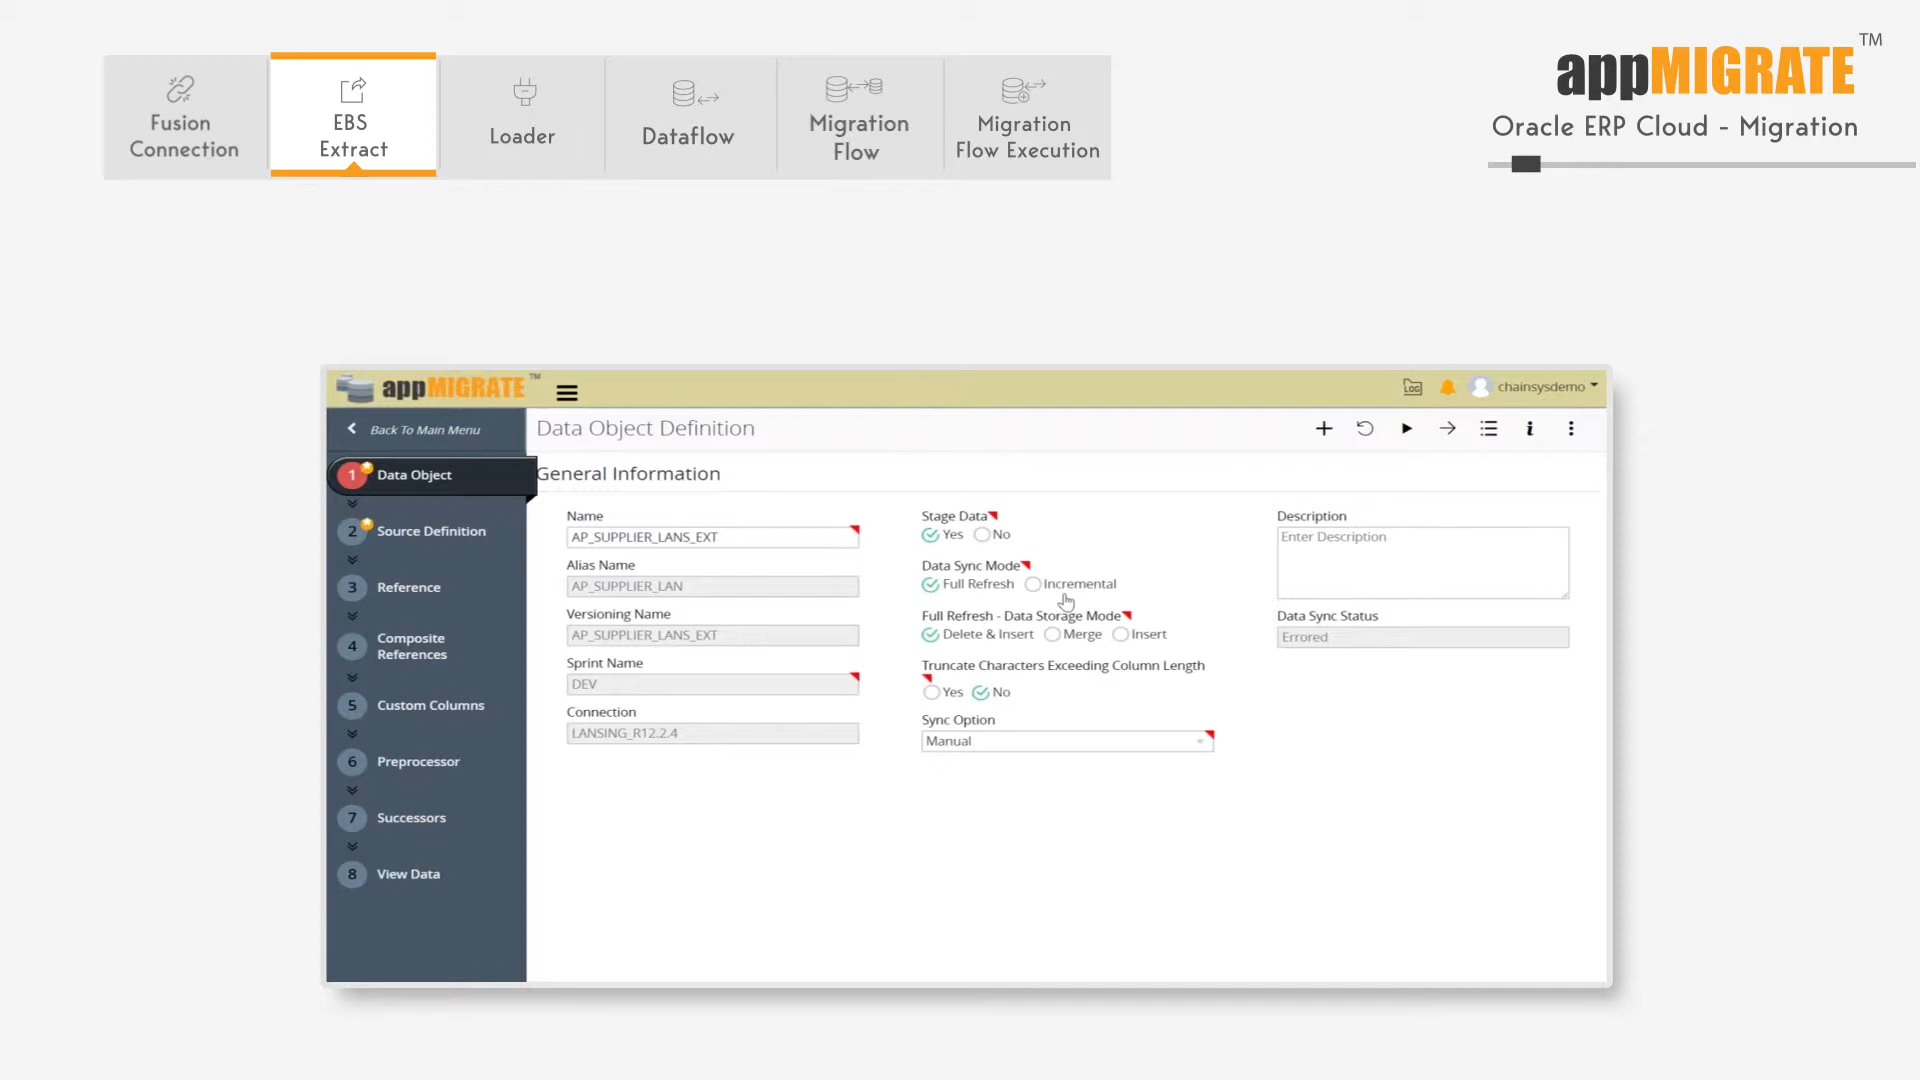 Fusion
Connection
EBS
Extract
Loader
Dataflow
Migration
Flow
Migration
Flow Execution
appMIGRATE™
Oracle ERP Cloud - Migration
appMIGRATE™
LOG
chainsysdemo
Back To Main Menu
Data Object Definition
1 Data Object
2 Source Definition
3 Reference
4 Composite
References
5 Custom Columns
6 Preprocessor
7 Successors
8 View Data
General Information
Name
AP_SUPPLIER_LANS_EXT
Alias Name
AP_SUPPLIER_LAN
Versioning Name
AP_SUPPLIER_LANS_EXT
Sprint Name
DEV
Connection
LANSING_R12.2.4
Stage Data
Yes No
Data Sync Mode
Full Refresh Incremental
Full Refresh - Data Storage Mode
Delete & Insert Merge Insert
Truncate Characters Exceeding Column Length
Yes No
Sync Option
Manual
Description
Enter Description
Data Sync Status
Errored